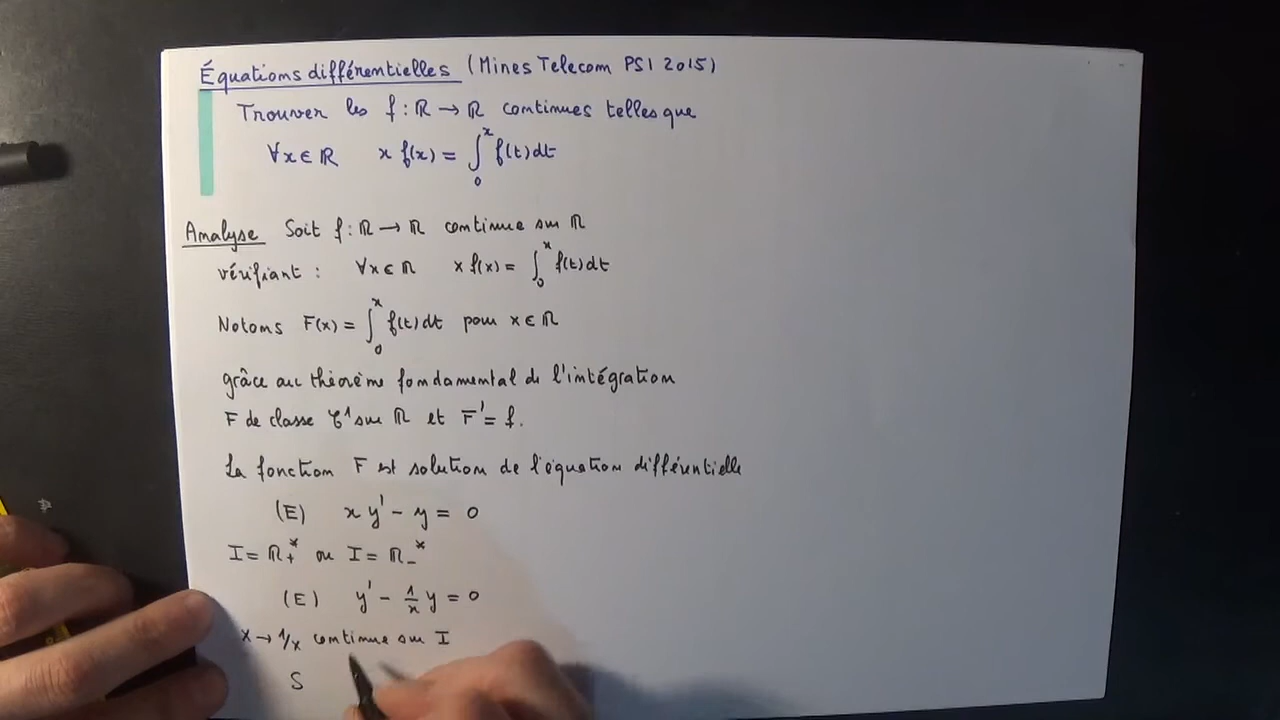 Équations différentielles (Mines Telecom PSI 2015)
Trouver les f : ℝ → ℝ continues telles que
∀x ∈ ℝ x f(x) = ∫₀ˣ f(t)dt
Analyse Soit f : ℝ → ℝ continue sur ℝ
vérifiant : ∀x ∈ ℝ x f(x) = ∫₀ˣ f(t)dt
Notons F(x) = ∫₀ˣ f(t)dt pour x ∈ ℝ
grâce au théorème fondamental de l'intégration
F de classe C¹ sur ℝ et F' = f.
La fonction F est solution de l'équation différentielle
(E) x y' - y = 0
I = ℝ₊* ou I = ℝ₋*
(E) y' - 1/x y = 0
x → 1/x continue sur I
S